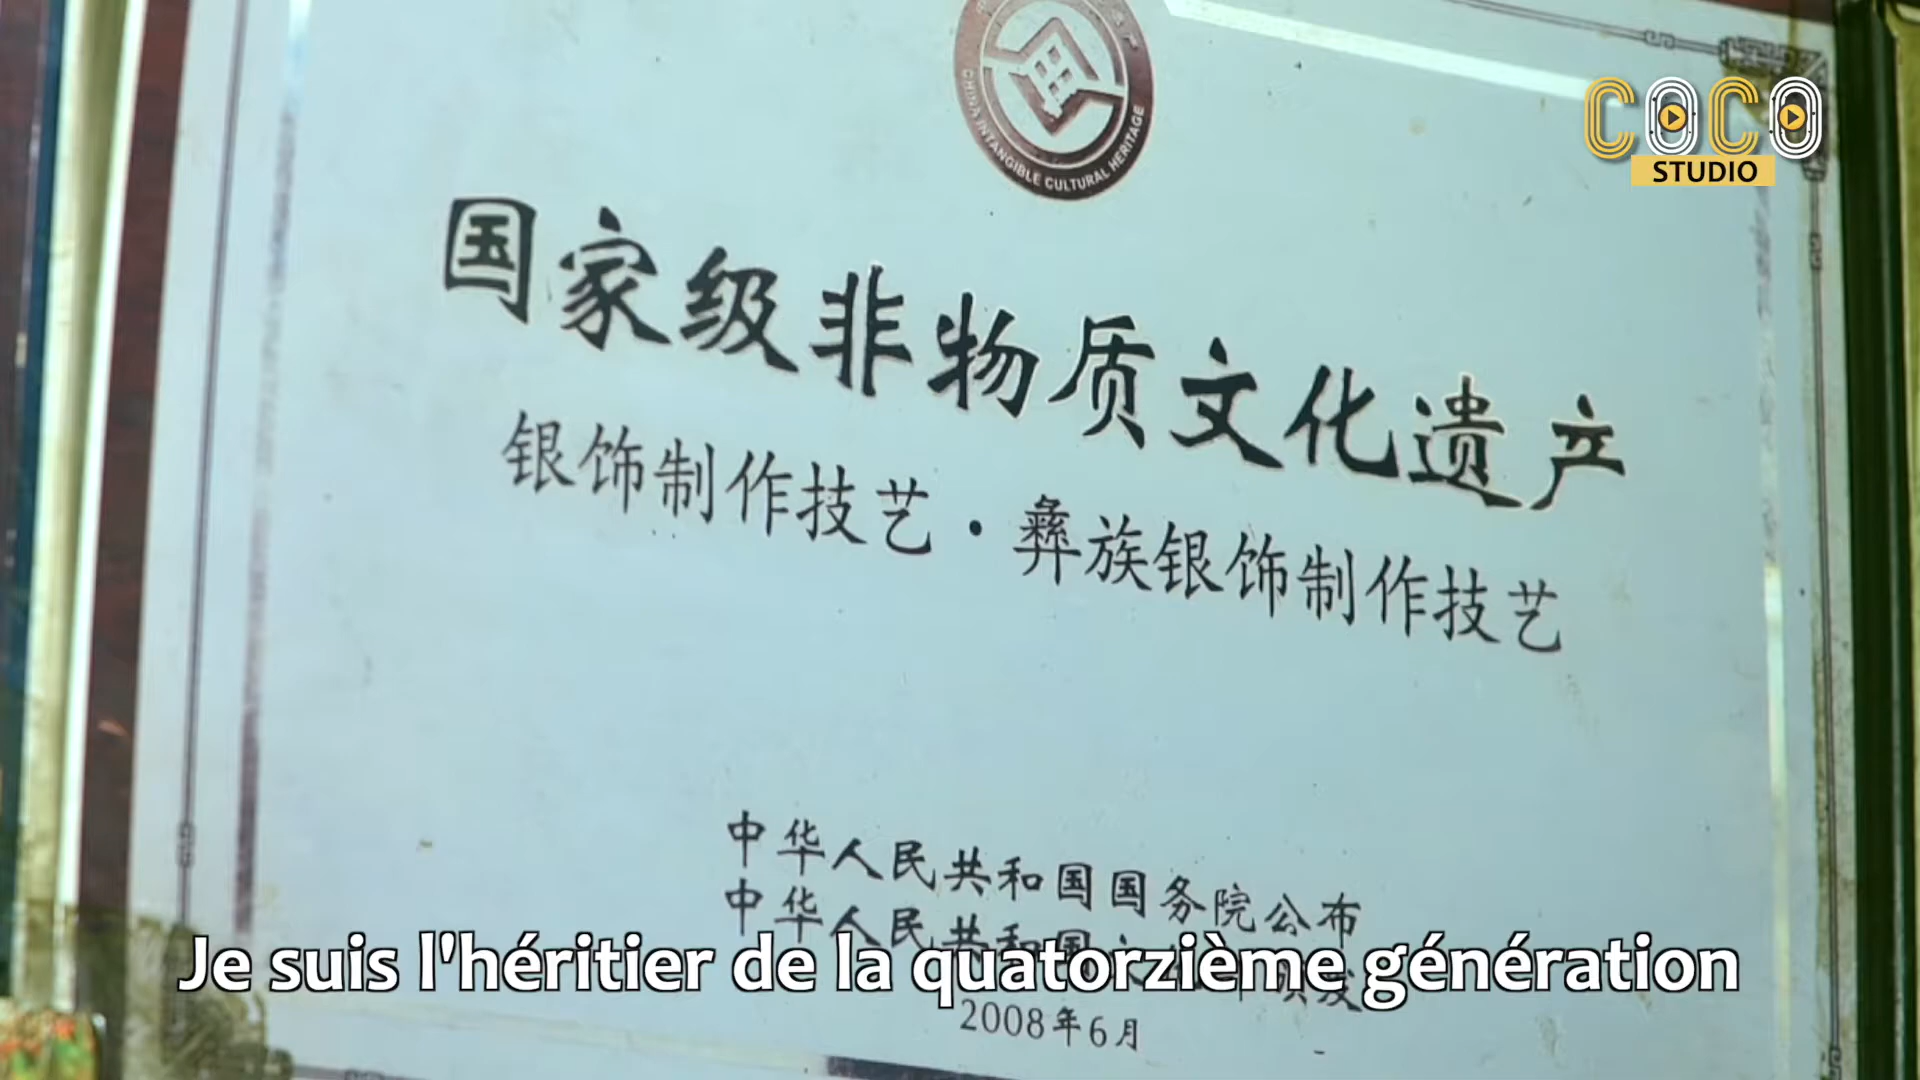 CHINA INTANGIBLE CULTURAL HERITAGE
COCO
STUDIO
国家级非物质文化遗产
银饰制作技艺·彝族银饰制作技艺
中华人民共和国国务院公布
中华人民共和国文
Je suis l'héritier de la quatorzième génération
2008年6月